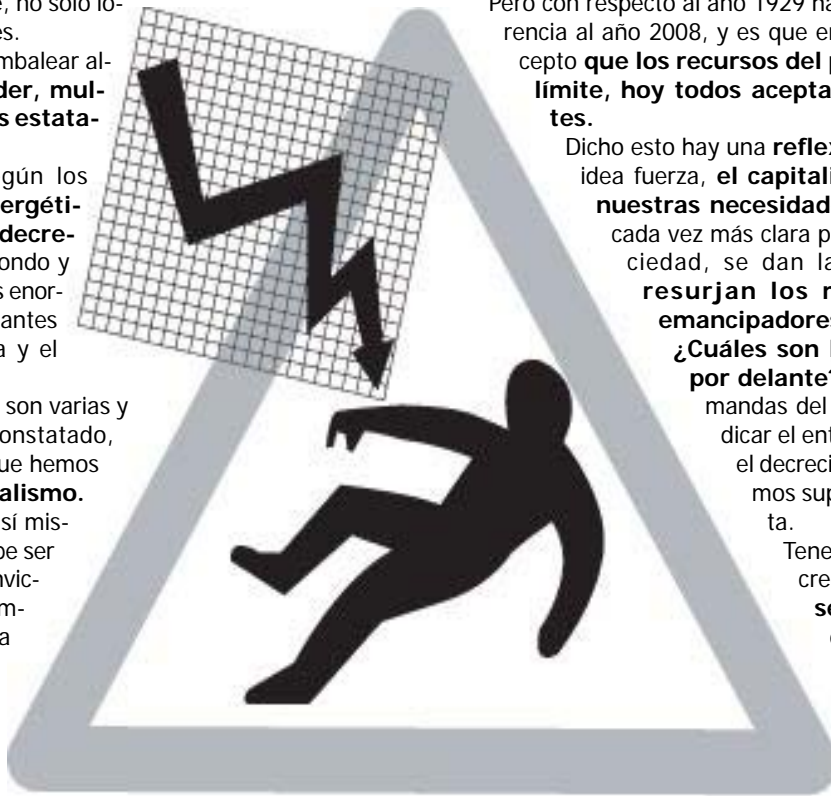 e, no sólo lo-
es.
mbalear al-
der, mul-
s estata-
gún los
ergéti-
decre-
ondo y
s enor-
antes
a y el
son varias y
onstatado,
ue hemos
alismo.
sí mis-
be ser
nvic-
m-
a
Pero con respecto al año 1929 ha
rencia al año 2008, y es que en
cepto que los recursos del p
límite, hoy todos acepta
tes.
Dicho esto hay una reflex
idea fuerza, el capitali
nuestras necesidad
cada vez más clara p
ciedad, se dan la
resurjan los r
emancipadores
¿Cuáles son l
por delante?
mandas del
dicar el ent
el decreci
mos sup
ta.
Tene
cre
se